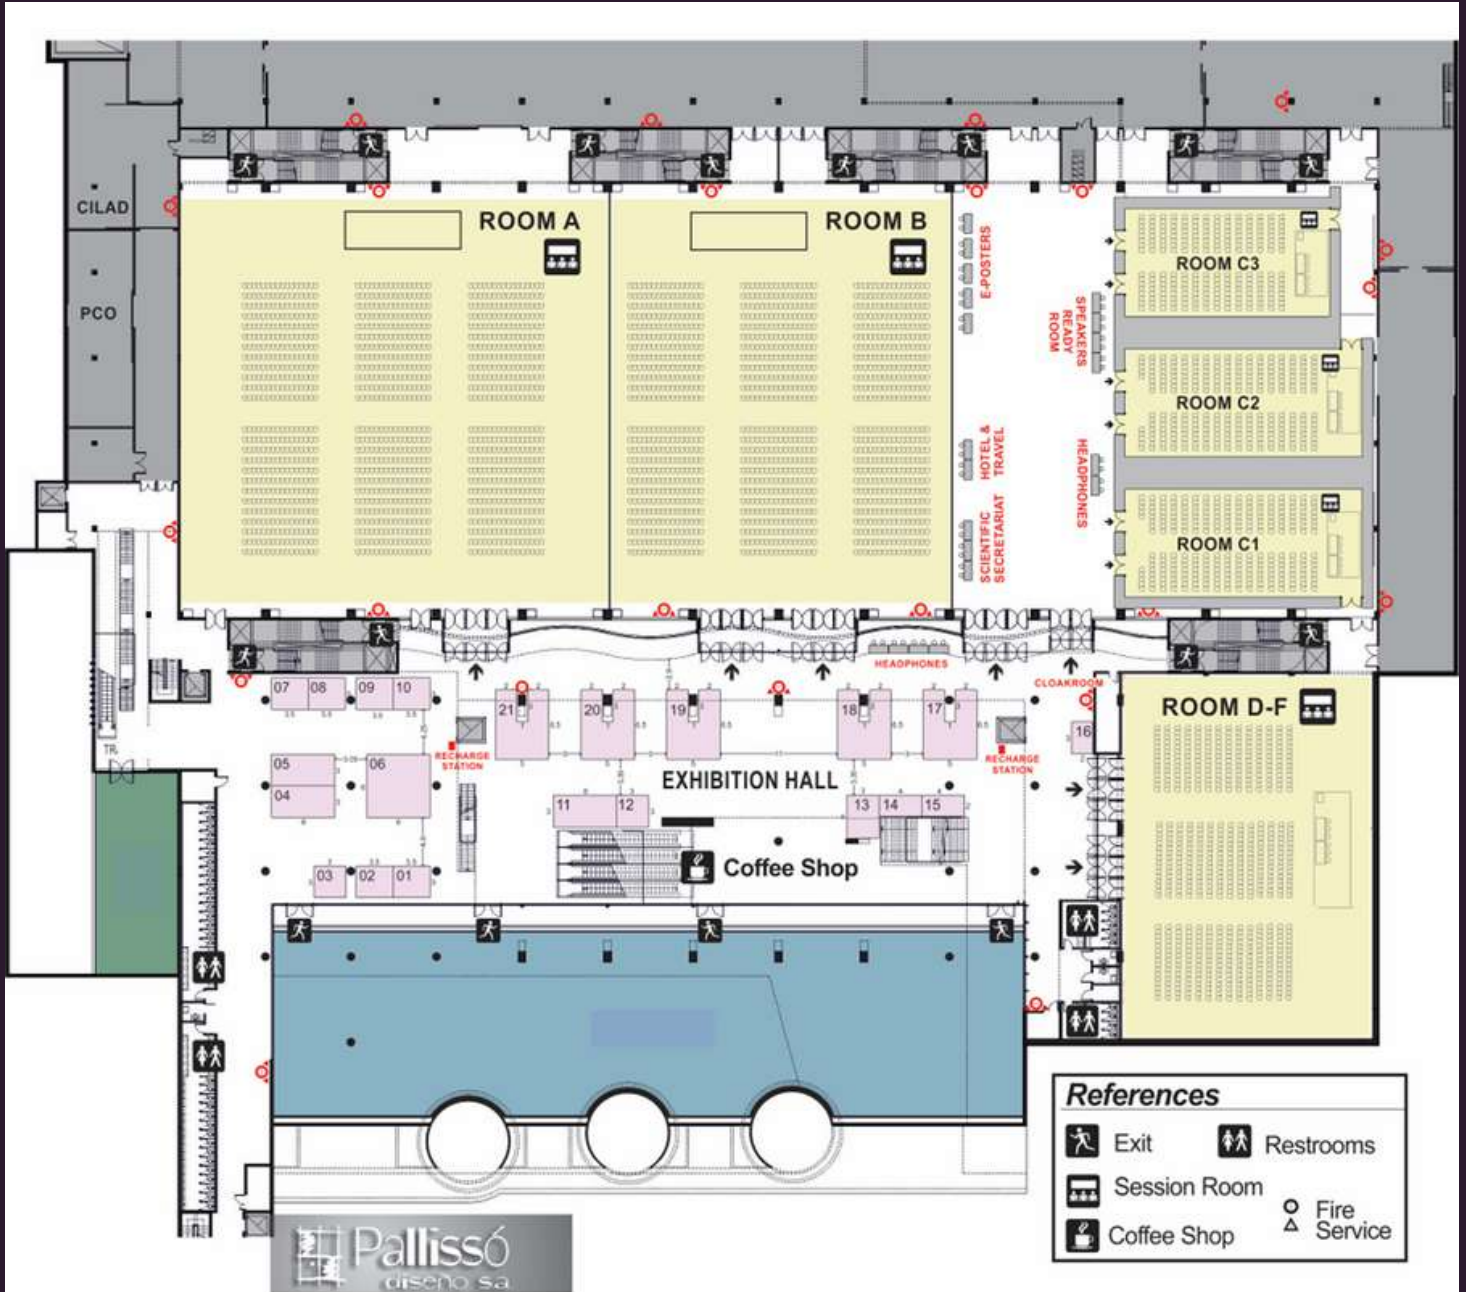 CILAD
PCO
ROOM A
ROOM B
E-POSTERS
SPEAKERS
READY
ROOM
ROOM C3
ROOM C2
HOTEL &
TRAVEL
HEADPHONES
SCIENTIFIC
SECRETARIAT
ROOM C1
HEADPHONES
CLOAKROOM
07
08
09
10
21
20
19
18
17
16
ROOM D-F
TR.
RECHARGE
STATION
RECHARGE
STATION
05
06
04
EXHIBITION HALL
11
12
13
14
15
03
02
01
Coffee Shop
References
Exit
Restrooms
Session Room
Fire
Service
Coffee Shop
Pallissó
diseño sa